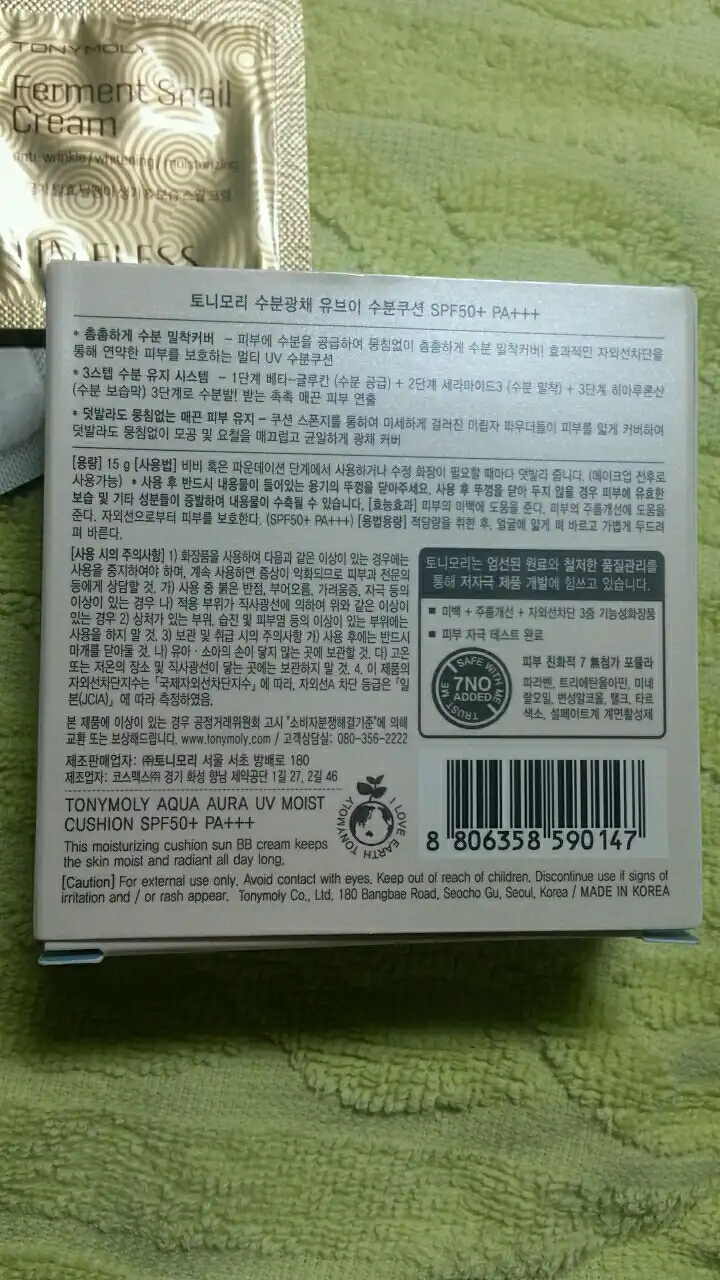 TONYMOLY
Ferment Snail
Cream
anti-wrinkle/whitening/moisturizing
토니모리 수분광채 유브이 수분쿠션 SPF50+ PA+++
* 촘촘하게 수분 밀착커버 – 피부에 수분을 공급하여 뭉침없이 촘촘하게 수분 밀착커버! 효과적인 자외선차단을
통해 연약한 피부를 보호하는 멀티 UV 수분쿠션
* 3스텝 수분 유지 시스템 – 1단계 베타-글루칸 (수분 공급) + 2단계 세라마이드3 (수분 밀착) + 3단계 히아루론산
(수분 보습막) 3단계로 수분발! 받는 촉촉 매끈 피부 연출
* 덧발라도 뭉침없는 매끈 피부 유지 – 쿠션 스폰지를 통하여 미세하게 걸러진 미립자 파우더들이 피부를 얇게 커버하여
덧발라도 뭉침없이 모공 및 요철을 매끄럽고 균일하게 광채 커버
[용량] 15 g [사용법] 비비 혹은 파운데이션 단계에서 사용하거나 수정 화장이 필요할 때마다 덧발라 줍니다. (메이크업 전후로
사용가능) * 사용 후 반드시 내용물이 들어있는 용기의 뚜껑을 닫아주세요. 사용 후 뚜껑을 닫아 두지 않을 경우 피부에 유효한
보습 및 기타 성분들이 증발하여 내용물이 수축될 수 있습니다. [효능효과] 피부의 미백에 도움을 준다. 피부의 주름개선에 도움을
준다. 자외선으로부터 피부를 보호한다. (SPF50+ PA+++) [용법용량] 적당량을 취한 후, 얼굴에 얇게 펴 바르고 가볍게 두드려
펴 바른다.
[사용 시의 주의사항] 1) 화장품을 사용하여 다음과 같은 이상이 있는 경우에는
사용을 중지하여야 하며, 계속 사용하면 증상이 악화되므로 피부과 전문의
등에게 상담할 것. 가) 사용 중 붉은 반점, 부어오름, 가려움증, 자극 등의
이상이 있는 경우 나) 적용 부위가 직사광선에 의하여 위와 같은 이상이
있는 경우 2) 상처가 있는 부위, 습진 및 피부염 등의 이상이 있는 부위에는
사용을 하지 말 것. 3) 보관 및 취급 시의 주의사항 가) 사용 후에는 반드시
마개를 닫아둘 것. 나) 유아·소아의 손이 닿지 않는 곳에 보관할 것. 다) 고온
또는 저온의 장소 및 직사광선이 닿는 곳에는 보관하지 말 것. 4. 이 제품의
자외선차단지수는 「국제자외선차단지수」에 따라, 자외선A 차단 등급은 「일
본(JCIA)」에 따라 측정하였음.
본 제품에 이상이 있는 경우 공정거래위원회 고시 "소비자분쟁해결기준"에 의해
교환 또는 보상해드립니다. www.tonymoly.com / 고객상담실: 080-356-2222
제조판매업자: ㈜토니모리 서울 서초 방배로 180
제조업자: 코스맥스㈜ 경기 화성 향남 제약공단 1길 27, 2길 46
토니모리는 엄선된 원료와 철저한 품질관리를
통해 저자극 제품 개발에 힘쓰고 있습니다.
■ 미백 + 주름개선 + 자외선차단 3중 기능성화장품
■ 피부 자극 테스트 완료
SAFE WITH ME
7NO
ADDED
TRUST ME
피부 친화적 7 無첨가 포뮬라
파라벤, 트리에탄올아민, 미네
랄오일, 변성알코올, 탤크, 타르
색소, 설페이트계 계면활성제
TONYMOLY AQUA AURA UV MOIST
CUSHION SPF50+ PA+++
This moisturizing cushion sun BB cream keeps
the skin moist and radiant all day long.
TONYMOLY I LOVE EARTH
8 806358 590147
[Caution] For external use only. Avoid contact with eyes. Keep out of reach of children. Discontinue use if signs of
irritation and / or rash appear. Tonymoly Co., Ltd. 180 Bangbae Road, Seocho Gu, Seoul, Korea / MADE IN KOREA